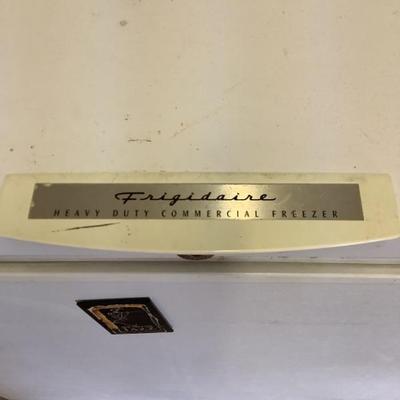 Frigidaire
HEAVY DUTY COMMERCIAL FREEZER